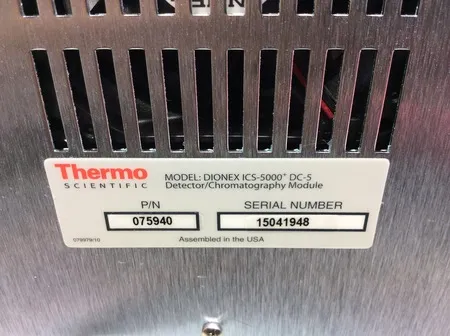 Thermo
SCIENTIFIC
MODEL: DIONEX ICS-5000⁺ DC-5
Detector/Chromatography Module
P/N
SERIAL NUMBER
075940
15041948
Assembled in the USA